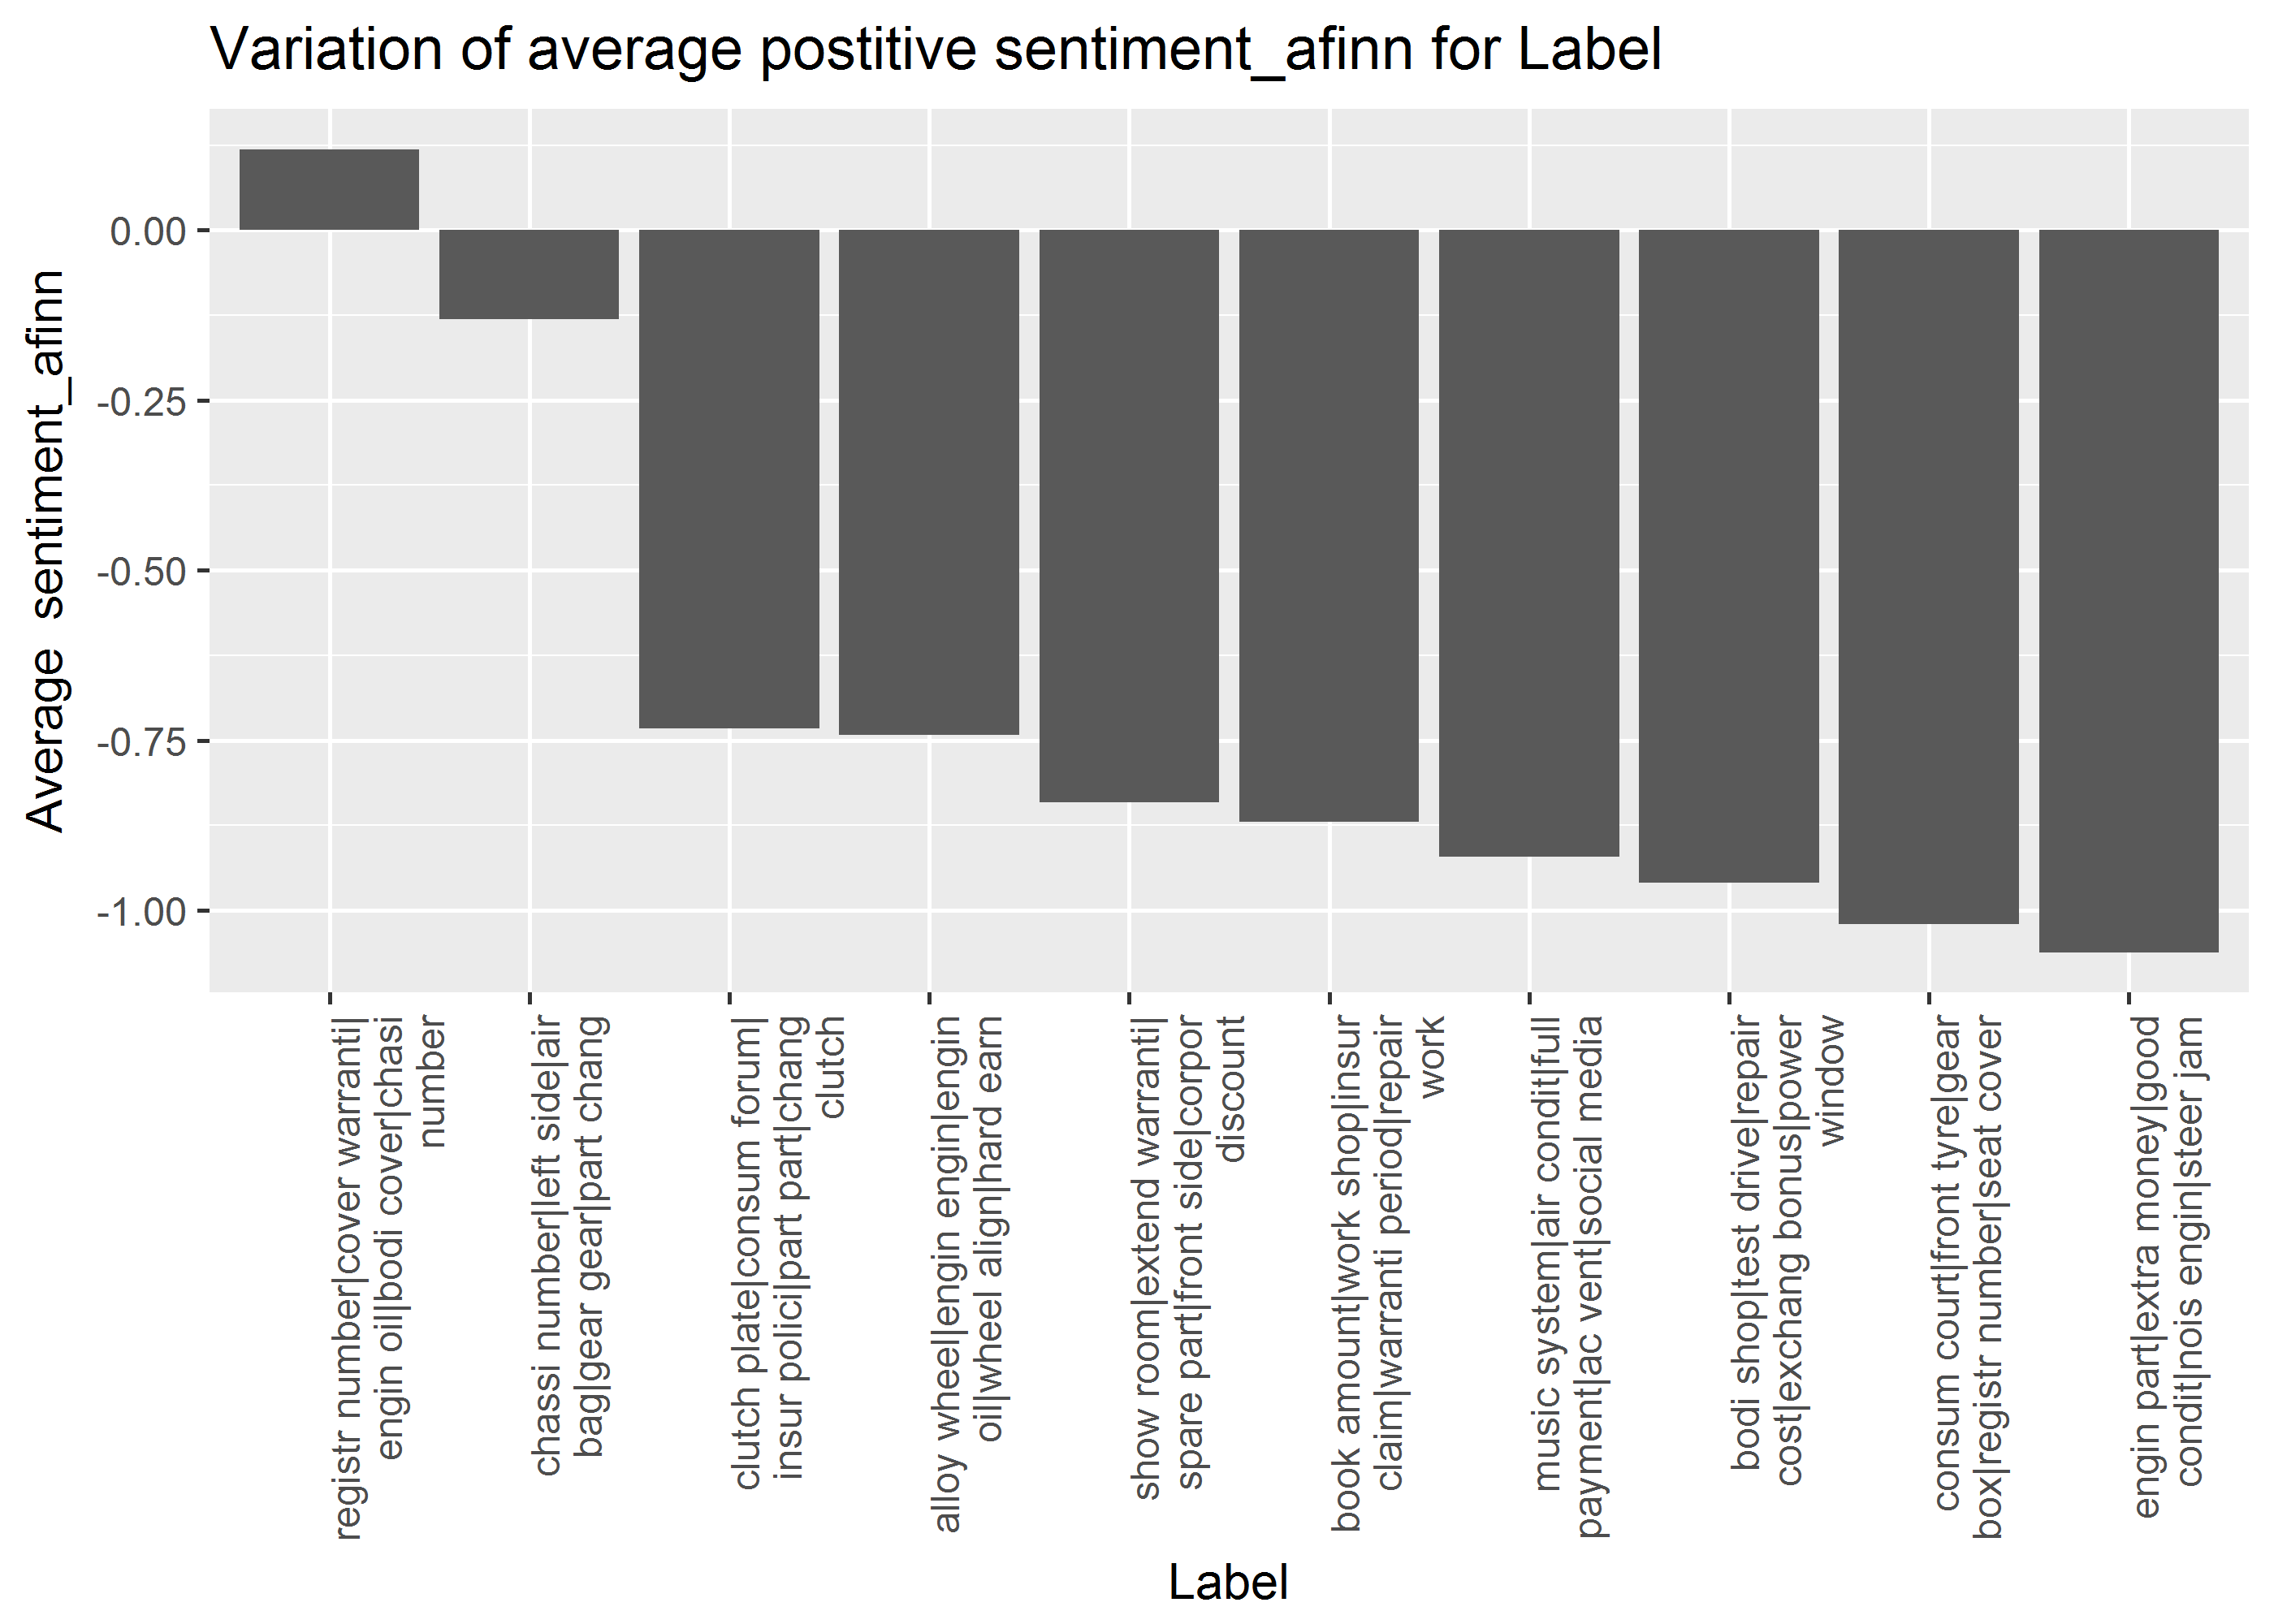 Variation of average postitive sentiment_afinn for Label
Average  sentiment_afinn
0.00
-0.25
-0.50
-0.75
-1.00
registr number|cover warranti|
engin oil|bodi cover|chasi
number
chassi number|left side|air
bag|gear gear|part chang
clutch plate|consum forum|
insur polici|part part|chang
clutch
alloy wheel|engin engin|engin
oil|wheel align|hard earn
show room|extend warranti|
spare part|front side|corpor
discount
book amount|work shop|insur
claim|warranti period|repair
work
music system|air condit|full
payment|ac vent|social media
bodi shop|test drive|repair
cost|exchang bonus|power
window
consum court|front tyre|gear
box|registr number|seat cover
engin part|extra money|good
condit|nois engin|steer jam
Label